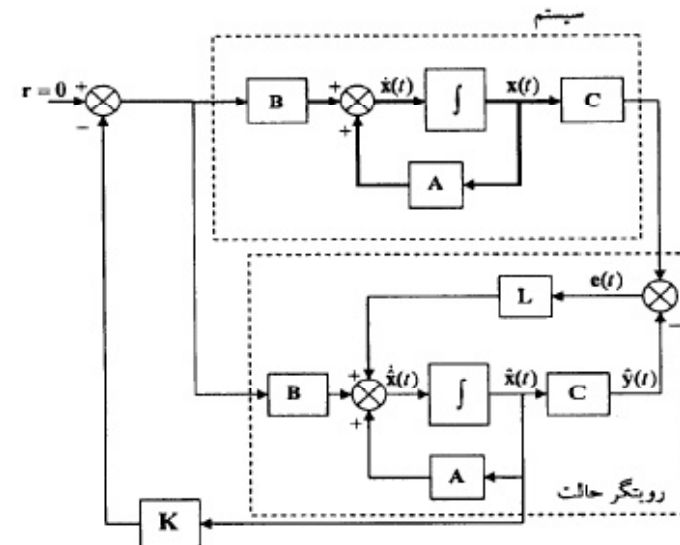 سیستم
r = 0
+
−
B
+
+
ẋ(t)
∫
x(t)
C
A
L
e(t)
−
B
+
+
x̂̇(t)
∫
x̂(t)
C
ŷ(t)
A
رویتگر حالت
K